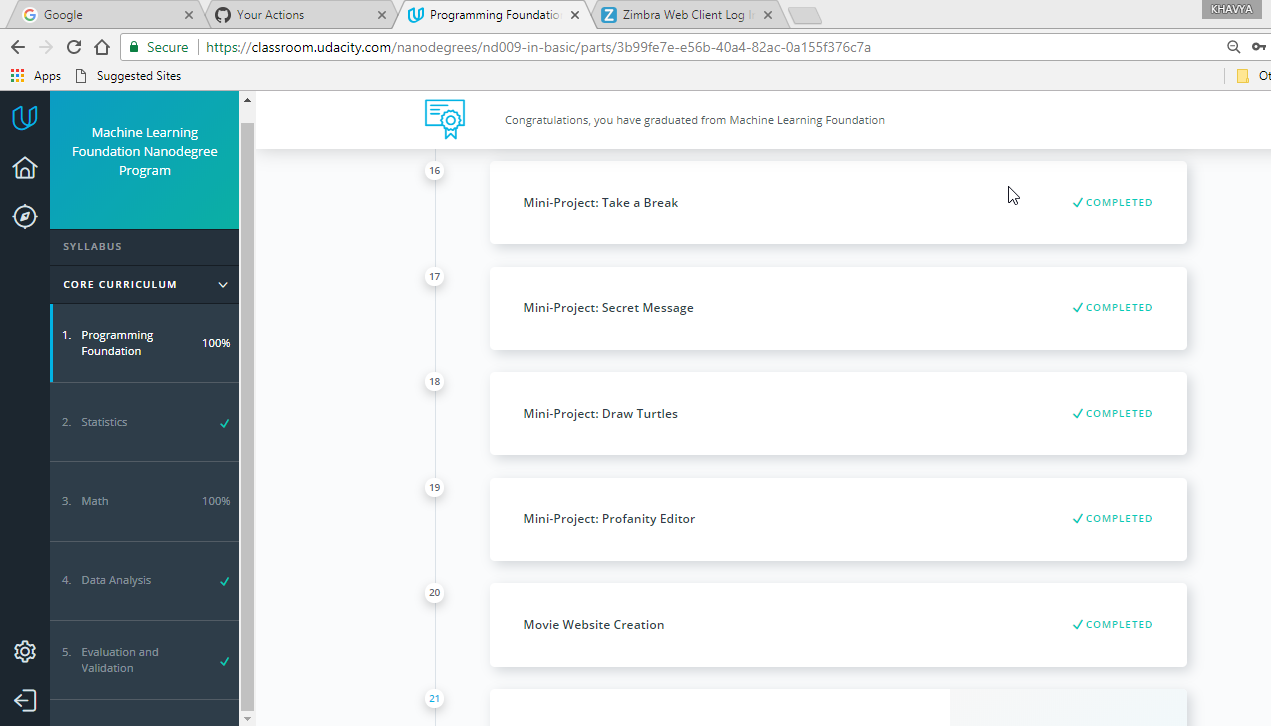 Google
Your Actions
Programming Foundatio
Zimbra Web Client Log I
KHAVYA
Secure
https://classroom.udacity.com/nanodegrees/nd009-in-basic/parts/3b99fe7e-e56b-40a4-82ac-0a155f376c7a
Apps
Suggested Sites
Ot
Machine Learning
Foundation Nanodegree
Program
SYLLABUS
CORE CURRICULUM
1. Programming
Foundation
100%
2. Statistics
3. Math
100%
4. Data Analysis
5. Evaluation and
Validation
Congratulations, you have graduated from Machine Learning Foundation
16
Mini-Project: Take a Break
COMPLETED
17
Mini-Project: Secret Message
COMPLETED
18
Mini-Project: Draw Turtles
COMPLETED
19
Mini-Project: Profanity Editor
COMPLETED
20
Movie Website Creation
COMPLETED
21